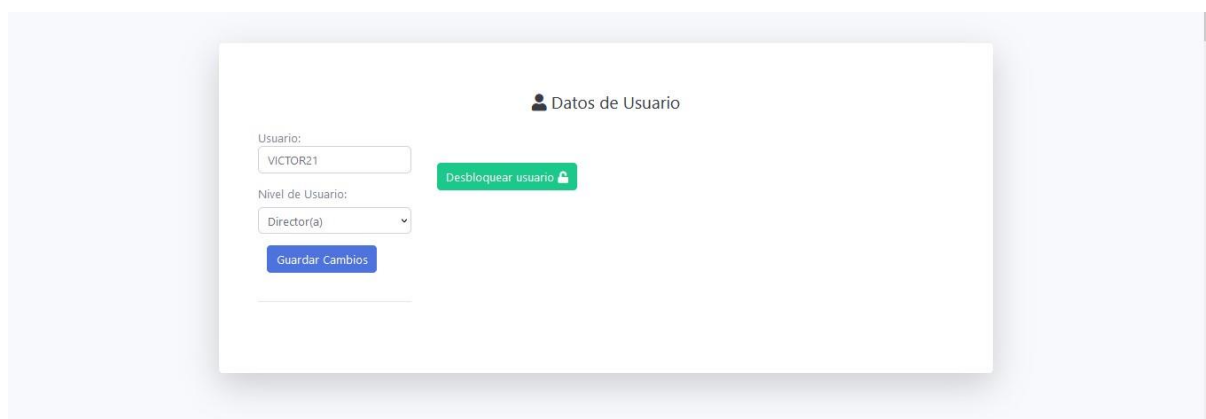 Datos de Usuario
Usuario:
VICTOR21
Desbloquear usuario
Nivel de Usuario:
Director(a)
Guardar Cambios